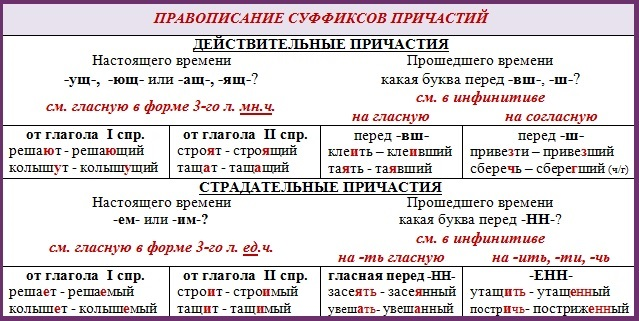 ПРАВОПИСАНИЕ СУФФИКСОВ ПРИЧАСТИЙ
ДЕЙСТВИТЕЛЬНЫЕ ПРИЧАСТИЯ
Настоящего времени
-ущ-, -ющ- или -ащ-, -ящ-?
см. гласную в форме 3-го л. мн.ч.
Прошедшего времени
какая буква перед -вш-, -ш-?
см. в инфинитиве
на гласную на согласную
от глагола I спр.
решают - решающий
колышут - колышущий
от глагола II спр.
строят - строящий
тащат - тащащий
перед -вш-
клеить – клеивший
таять - таявший
перед -ш-
привезти – привезший
сберечь – сберегший (ч/г)
СТРАДАТЕЛЬНЫЕ ПРИЧАСТИЯ
Настоящего времени
-ем- или -им-?
см. гласную в форме 3-го л. ед.ч.
Прошедшего времени
какая буква перед -НН-?
см. в инфинитиве
на -ть гласную на -ить, -ти, -чь
от глагола I спр.
решает - решаемый
колышет - колышемый
от глагола II спр.
строит - строимый
тащит - тащимый
гласная перед -НН-
засеять - засеянный
увешать- увешанный
-ЕНН-
утащить - утащенный
постричь- постриженный